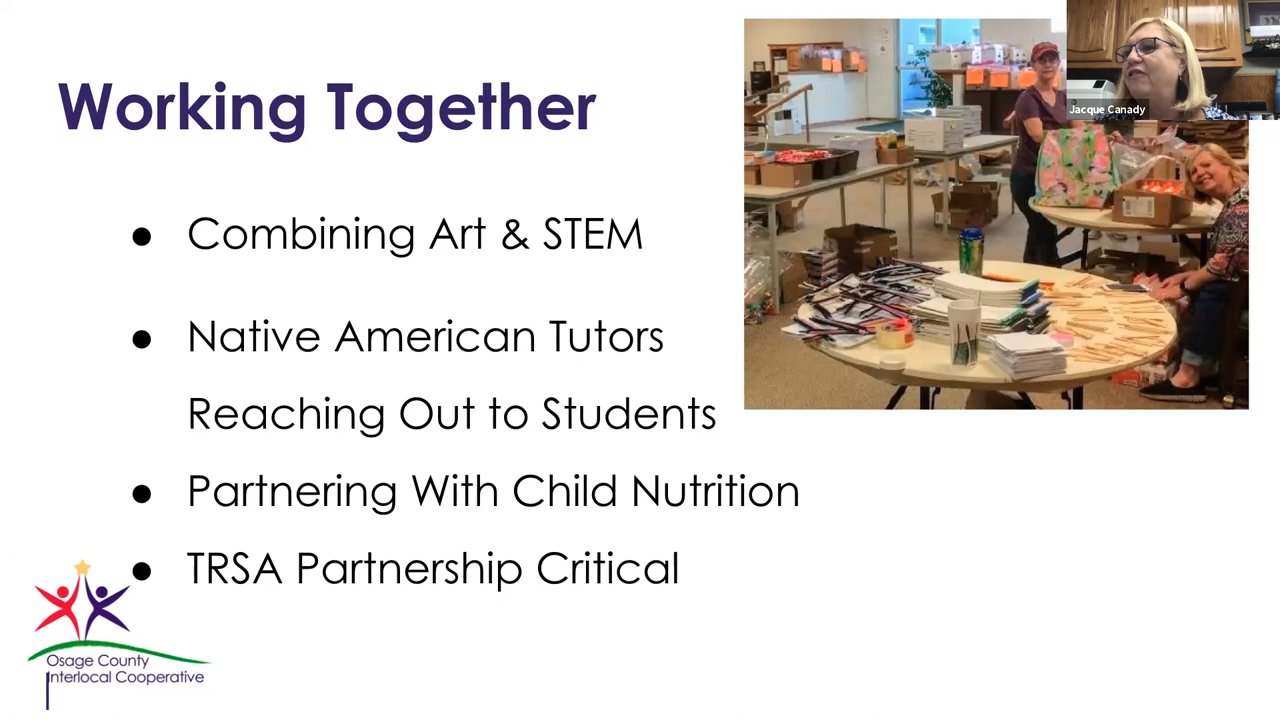 Working Together
Jacque Canady
● Combining Art & STEM
● Native American Tutors
Reaching Out to Students
● Partnering With Child Nutrition
● TRSA Partnership Critical
Osage County
Interlocal Cooperative